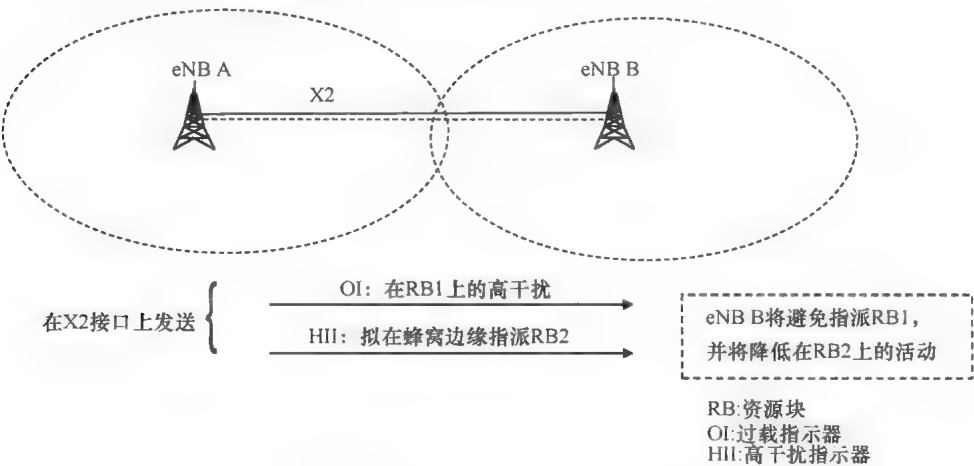 eNB A
eNB B
X2
在X2接口上发送
OI：在RB1上的高干扰
HII：拟在蜂窝边缘指派RB2
eNB B将避免指派RB1，
并将降低在RB2上的活动
RB:资源块
OI:过载指示器
HII:高干扰指示器